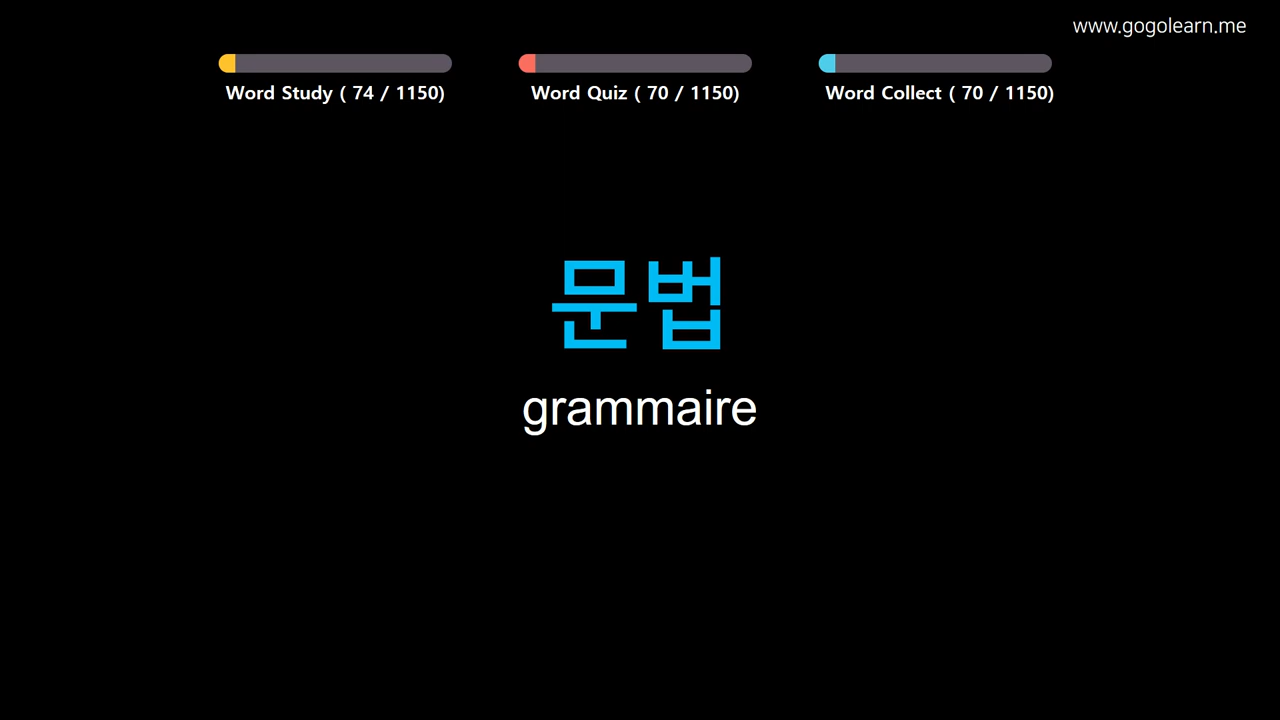 www.gogolearn.me
Word Study ( 74 / 1150)
Word Quiz ( 70 / 1150)
Word Collect ( 70 / 1150)
문법
grammaire